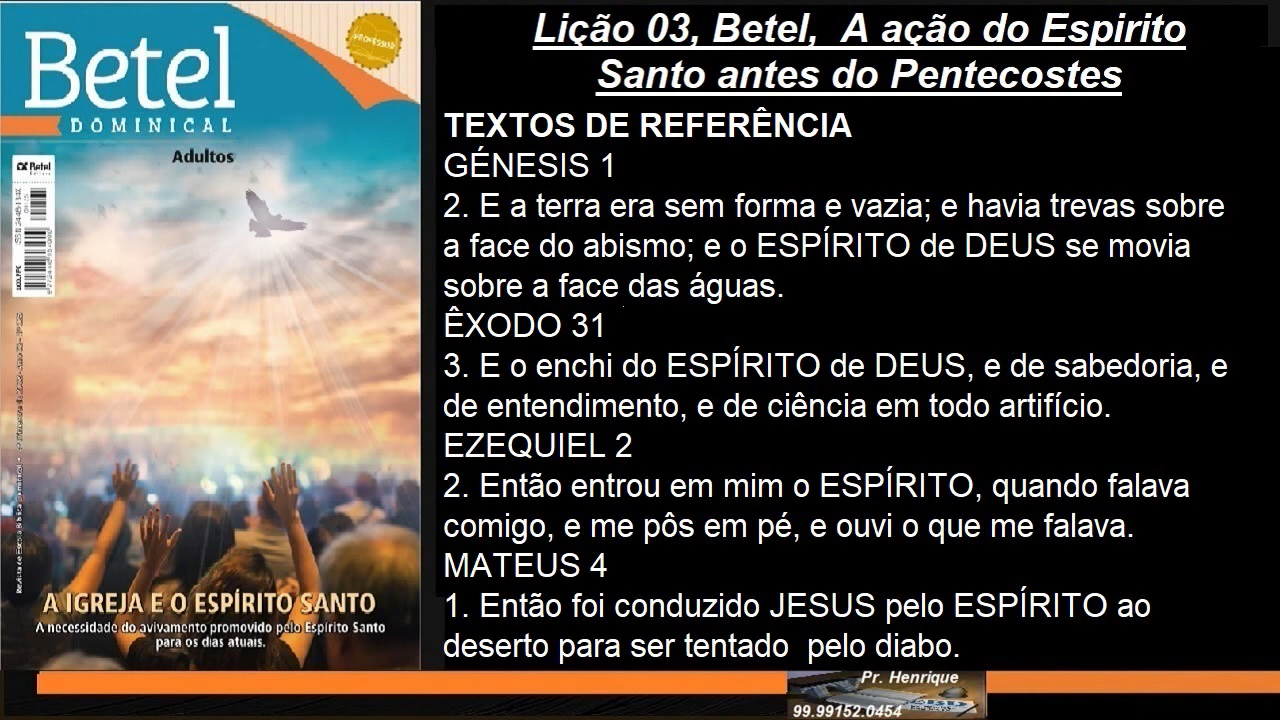 Betel
DOMINICAL
Adultos
PROFESSOR
Betel
A IGREJA E O ESPÍRITO SANTO
A necessidade do avivamento promovido pelo Espírito Santo
para os dias atuais.
Lição 03, Betel,  A ação do Espirito
Santo antes do Pentecostes
TEXTOS DE REFERÊNCIA
GÉNESIS 1
2. E a terra era sem forma e vazia; e havia trevas sobre
a face do abismo; e o ESPÍRITO de DEUS se movia
sobre a face das águas.
ÊXODO 31
3. E o enchi do ESPÍRITO de DEUS, e de sabedoria, e
de entendimento, e de ciência em todo artifício.
EZEQUIEL 2
2. Então entrou em mim o ESPÍRITO, quando falava
comigo, e me pôs em pé, e ouvi o que me falava.
MATEUS 4
1. Então foi conduzido JESUS pelo ESPÍRITO ao
deserto para ser tentado  pelo diabo.
Pr. Henrique
99.99152.0454